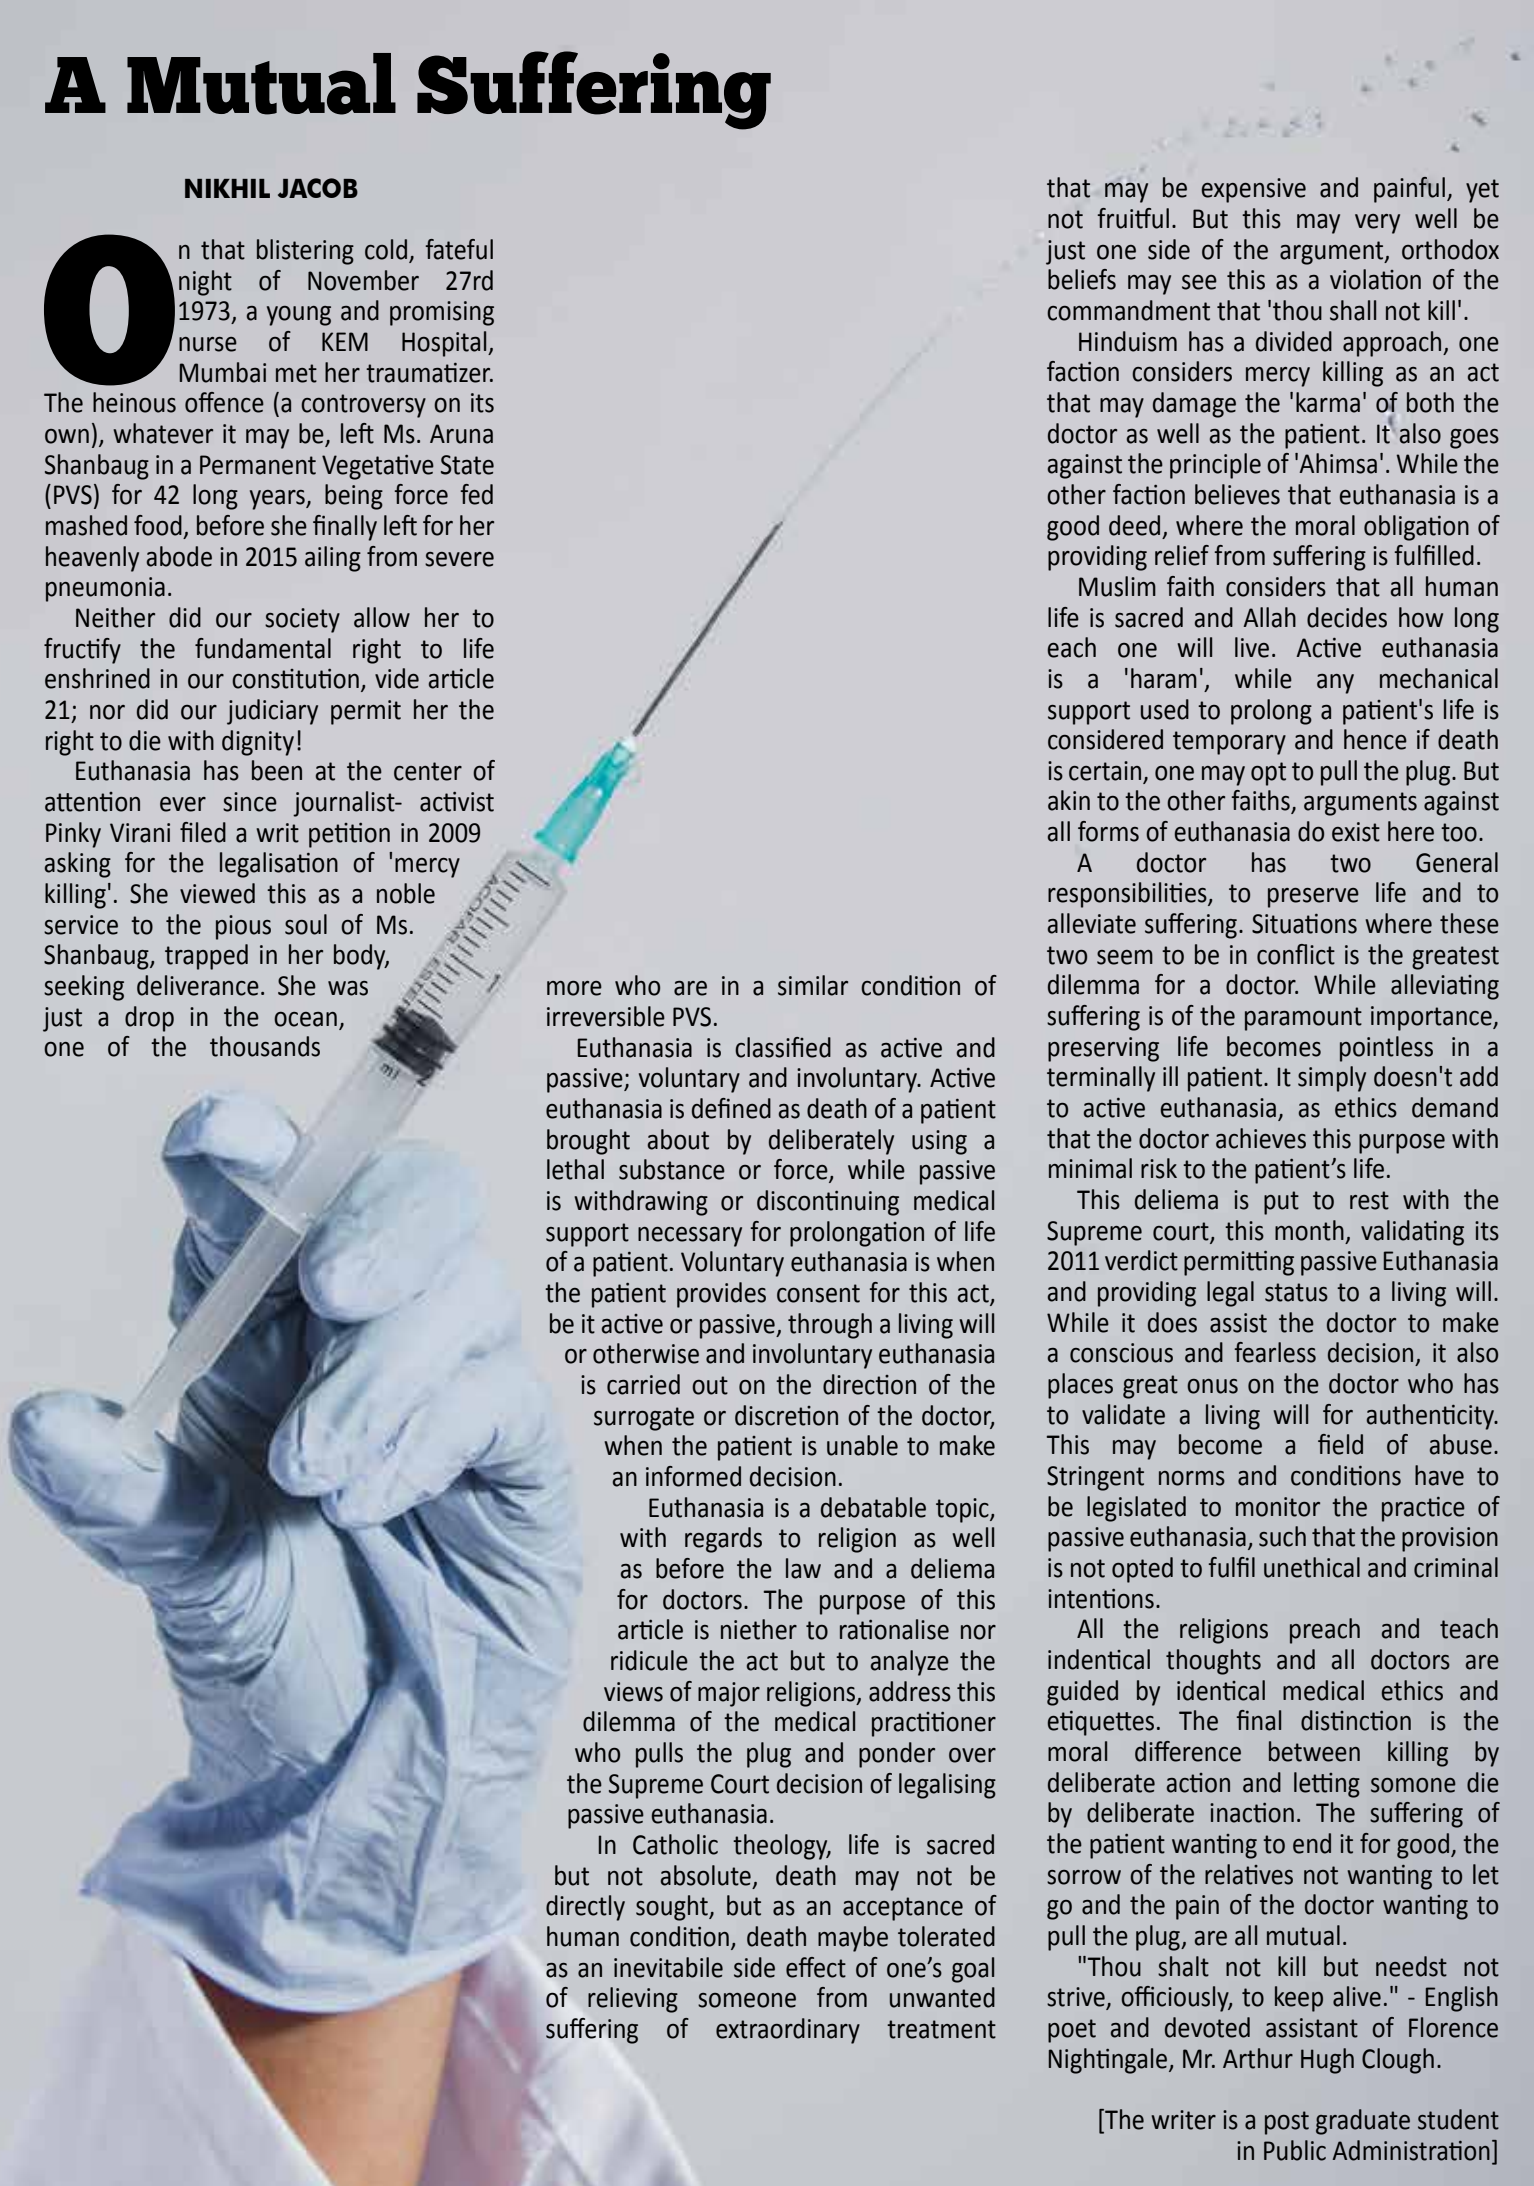 A Mutual Suffering
NIKHIL JACOB
On that blistering cold, fateful
night of November 27rd
1973, a young and promising
nurse of KEM Hospital,
Mumbai met her traumatizer.
The heinous offence (a controversy on its
own), whatever it may be, left Ms. Aruna
Shanbaug in a Permanent Vegetative State
(PVS) for 42 long years, being force fed
mashed food, before she finally left for her
heavenly abode in 2015 ailing from severe
pneumonia.
Neither did our society allow her to
fructify the fundamental right to life
enshrined in our constitution, vide article
21; nor did our judiciary permit her the
right to die with dignity!
Euthanasia has been at the center of
attention ever since journalist- activist
Pinky Virani filed a writ petition in 2009
asking for the legalisation of 'mercy
killing'. She viewed this as a noble
service to the pious soul of Ms.
Shanbaug, trapped in her body,
seeking deliverance. She was
just a drop in the ocean,
one of the thousands
ml
more who are in a similar condition of
irreversible PVS.
Euthanasia is classified as active and
passive; voluntary and involuntary. Active
euthanasia is defined as death of a patient
brought about by deliberately using a
lethal substance or force, while passive
is withdrawing or discontinuing medical
support necessary for prolongation of life
of a patient. Voluntary euthanasia is when
the patient provides consent for this act,
be it active or passive, through a living will
or otherwise and involuntary euthanasia
is carried out on the direction of the
surrogate or discretion of the doctor,
when the patient is unable to make
an informed decision.
Euthanasia is a debatable topic,
with regards to religion as well
as before the law and a deliema
for doctors. The purpose of this
article is niether to rationalise nor
ridicule the act but to analyze the
views of major religions, address this
dilemma of the medical practitioner
who pulls the plug and ponder over
the Supreme Court decision of legalising
passive euthanasia.
In Catholic theology, life is sacred
but not absolute, death may not be
directly sought, but as an acceptance of
human condition, death maybe tolerated
as an inevitabile side effect of one’s goal
of relieving someone from unwanted
suffering of extraordinary treatment
that may be expensive and painful, yet
not fruitful. But this may very well be
just one side of the argument, orthodox
beliefs may see this as a violation of the
commandment that 'thou shall not kill'.
Hinduism has a divided approach, one
faction considers mercy killing as an act
that may damage the 'karma' of both the
doctor as well as the patient. It also goes
against the principle of 'Ahimsa'. While the
other faction believes that euthanasia is a
good deed, where the moral obligation of
providing relief from suffering is fulfilled.
Muslim faith considers that all human
life is sacred and Allah decides how long
each one will live. Active euthanasia
is a 'haram', while any mechanical
support used to prolong a patient's life is
considered temporary and hence if death
is certain, one may opt to pull the plug. But
akin to the other faiths, arguments against
all forms of euthanasia do exist here too.
A doctor has two General
responsibilities, to preserve life and to
alleviate suffering. Situations where these
two seem to be in conflict is the greatest
dilemma for a doctor. While alleviating
suffering is of the paramount importance,
preserving life becomes pointless in a
terminally ill patient. It simply doesn't add
to active euthanasia, as ethics demand
that the doctor achieves this purpose with
minimal risk to the patient’s life.
This deliema is put to rest with the
Supreme court, this month, validating its
2011 verdict permitting passive Euthanasia
and providing legal status to a living will.
While it does assist the doctor to make
a conscious and fearless decision, it also
places great onus on the doctor who has
to validate a living will for authenticity.
This may become a field of abuse.
Stringent norms and conditions have to
be legislated to monitor the practice of
passive euthanasia, such that the provision
is not opted to fulfil unethical and criminal
intentions.
All the religions preach and teach
indentical thoughts and all doctors are
guided by identical medical ethics and
etiquettes. The final distinction is the
moral difference between killing by
deliberate action and letting somone die
by deliberate inaction. The suffering of
the patient wanting to end it for good, the
sorrow of the relatives not wanting to let
go and the pain of the doctor wanting to
pull the plug, are all mutual.
"Thou shalt not kill but needst not
strive, officiously, to keep alive." - English
poet and devoted assistant of Florence
Nightingale, Mr. Arthur Hugh Clough.
[The writer is a post graduate student
in Public Administration]